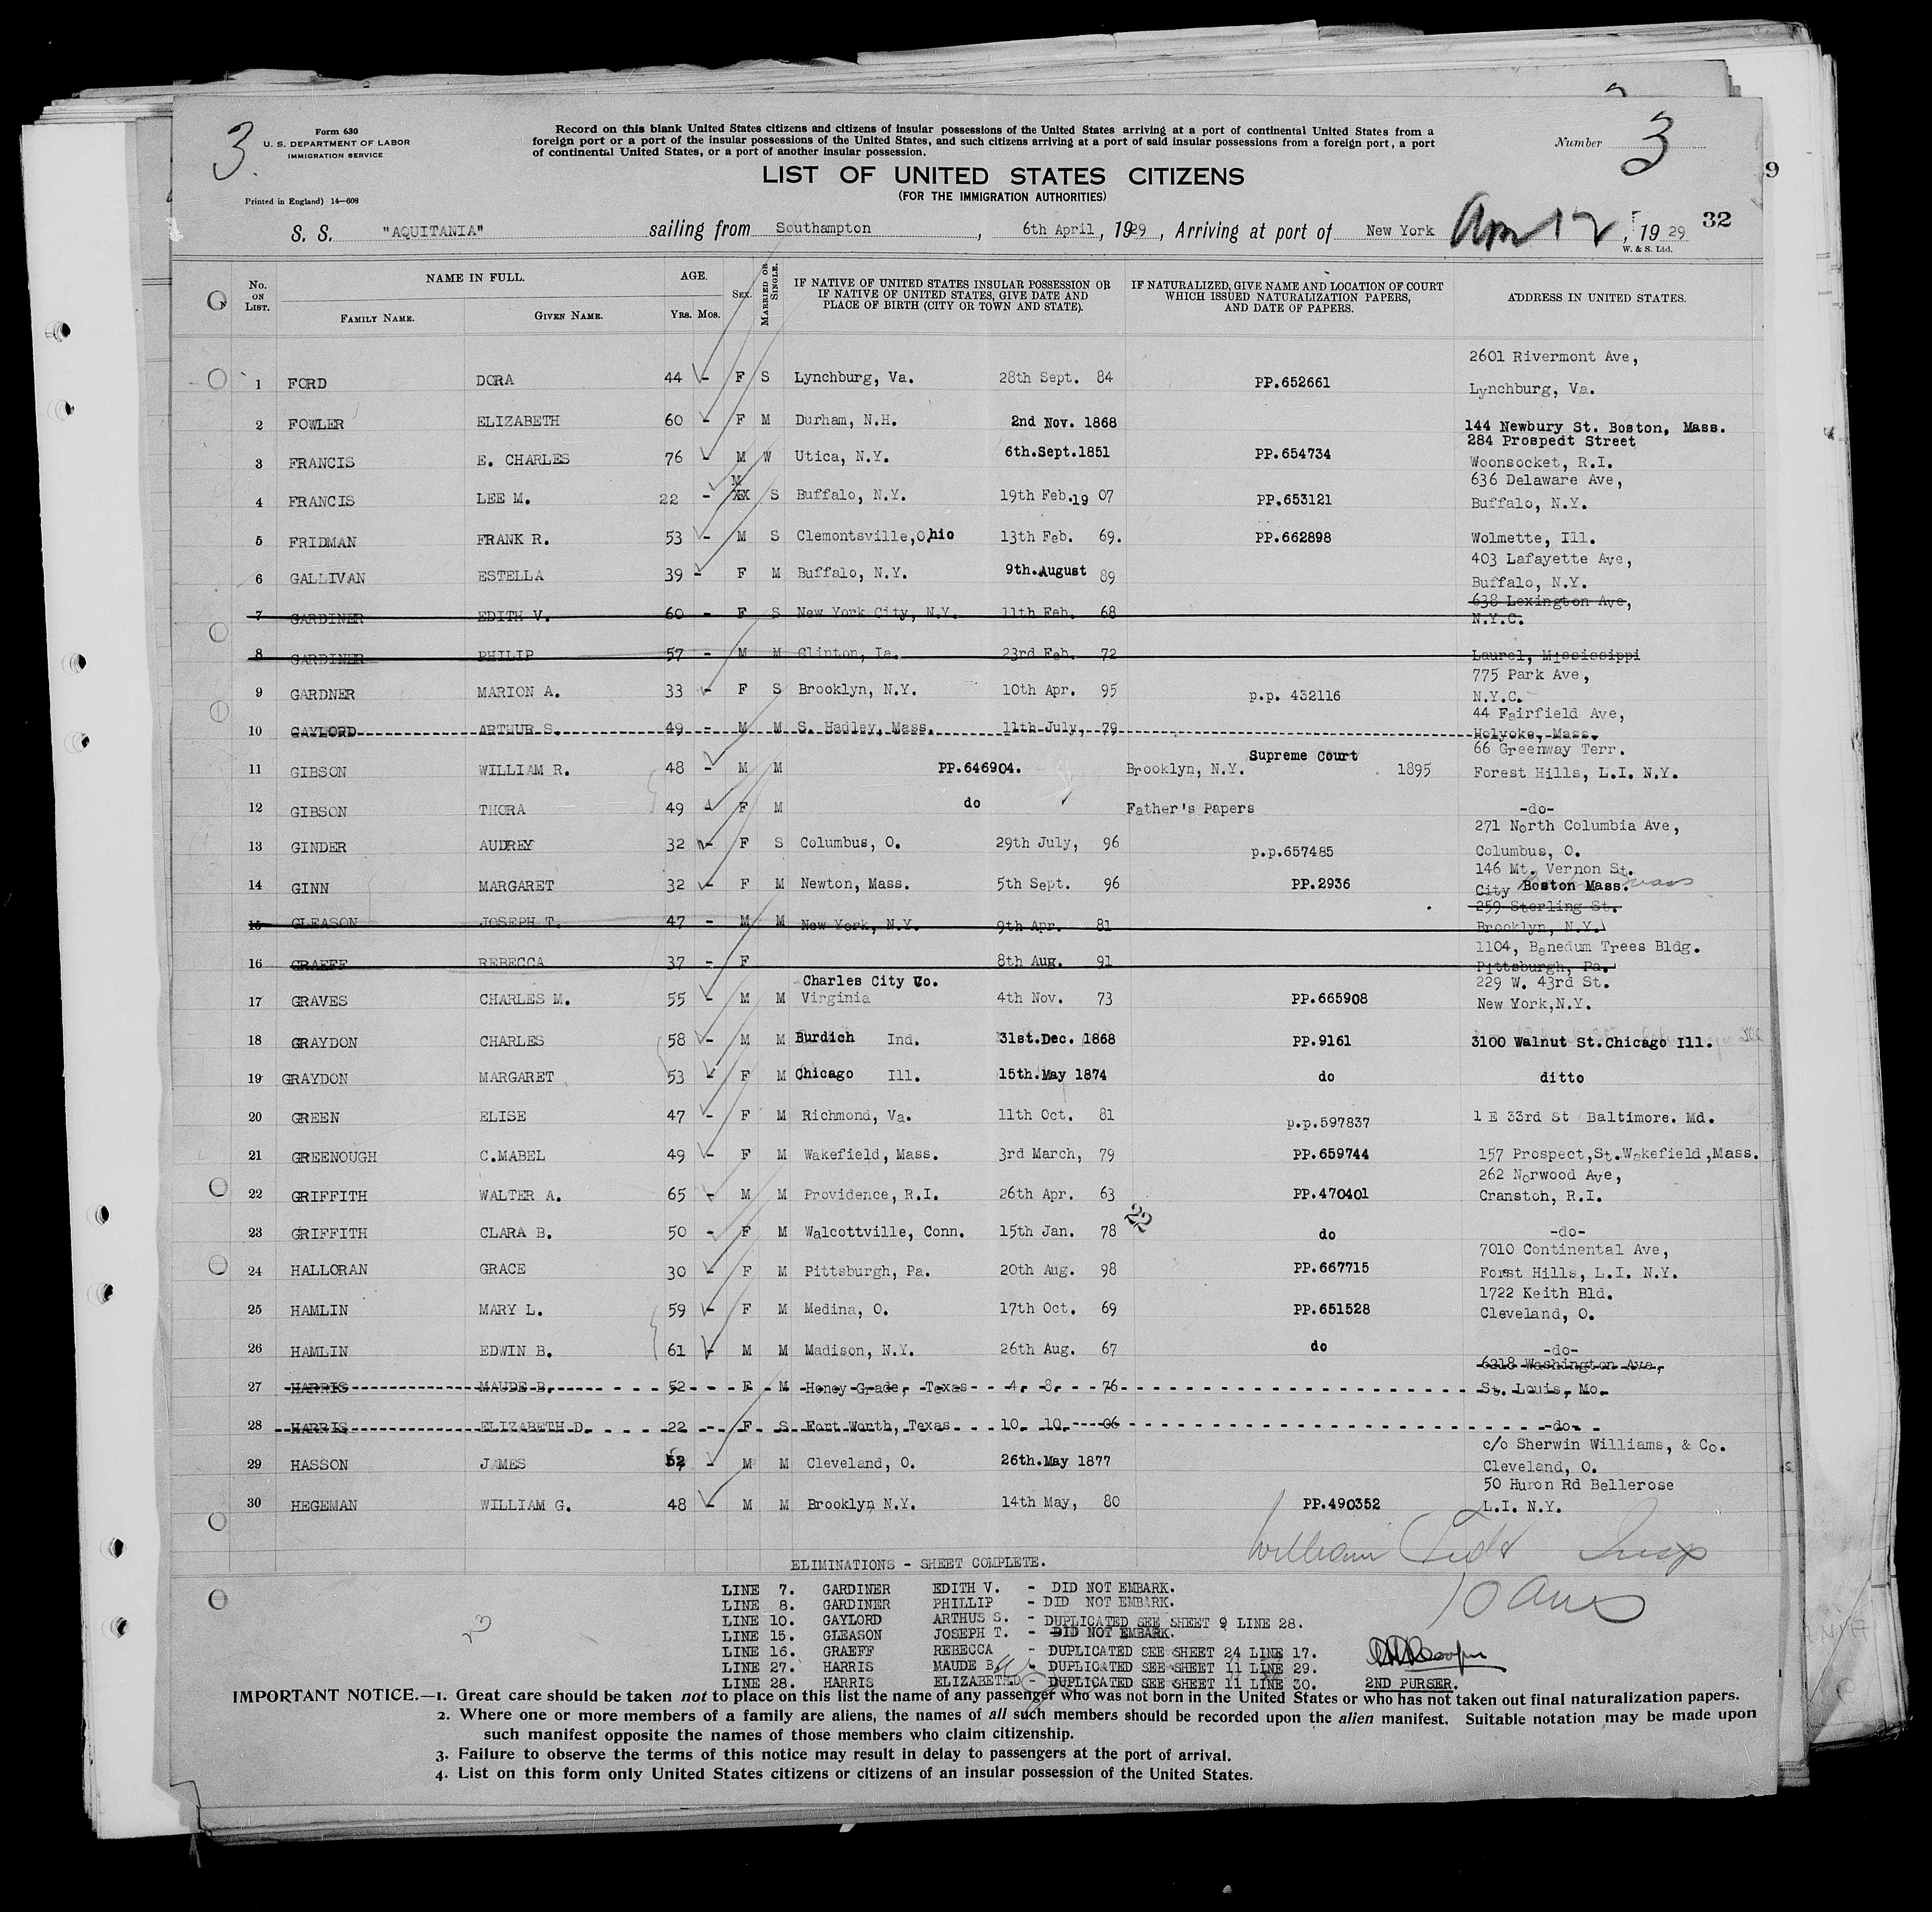 3.
Form 630
U. S. DEPARTMENT OF LABOR
IMMIGRATION SERVICE
Printed in England) 14—608
Record on this blank United States citizens and citizens of insular possessions of the United States arriving at a port of continental United States from a
foreign port or a port of the insular possessions of the United States, and such citizens arriving at a port of said insular possessions from a foreign port, a port
of continental United States, or a port of another insular possession.
Number 3
9
LIST OF UNITED STATES CITIZENS
(FOR THE IMMIGRATION AUTHORITIES)
32
S. S. "AQUITANIA" sailing from Southampton, 6th April, 1929, Arriving at port of New York Apr 12, 1929
W. & S. Ltd.
No. ON LIST. NAME IN FULL. FAMILY NAME. GIVEN NAME. AGE. Yrs. Mos. SEX. MARRIED OR SINGLE. IF NATIVE OF UNITED STATES INSULAR POSSESSION OR IF NATIVE OF UNITED STATES, GIVE DATE AND PLACE OF BIRTH (CITY OR TOWN AND STATE). IF NATURALIZED, GIVE NAME AND LOCATION OF COURT WHICH ISSUED NATURALIZATION PAPERS, AND DATE OF PAPERS. ADDRESS IN UNITED STATES.
1 FORD DORA 44 - F S Lynchburg, Va. 28th Sept. 84 PP.652661 2601 Rivermont Ave, Lynchburg, Va.
2 FOWLER ELIZABETH 60 - F M Durham, N.H. 2nd Nov. 1868 144 Newbury St. Boston, Mass.
3 FRANCIS E. CHARLES 76 - M W Utica, N.Y. 6th.Sept.1851 PP.654734 284 Prospedt Street Woonsocket, R.I.
4 FRANCIS LEE M. 22 - M XX S Buffalo, N.Y. 19th Feb.19 07 PP.653121 636 Delaware Ave, Buffalo, N.Y.
5 FRIDMAN FRANK R. 53 - M S Clemontsville,Ohio 13th Feb. 69. PP.662898 Wolmette, Ill.
6 GALLIVAN ESTELLA 39 - F M Buffalo, N.Y. 9th.August 89 403 Lafayette Ave, Buffalo, N.Y.
7 GARDINER EDITH V. 60 - F S New York City, N.Y. 11th Feb. 68 638 Lexington Ave, N.Y.C.
8 GARDINER PHILIP 57 - M M Clinton, Ia. 23rd Feb. 72 Laurel, Mississippi
9 GARDNER MARION A. 33 - F S Brooklyn, N.Y. 10th Apr. 95 p.p. 432116 775 Park Ave, N.Y.C.
10 GAYLORD ARTHUR S. 49 - M M S. Hadley, Mass. 11th July, 79 44 Fairfield Ave, Holyoke, Mass.
11 GIBSON WILLIAM R. 48 - M M PP.646904. Brooklyn, N.Y. Supreme Court 1895 66 Greenway Terr. Forest Hills, L.I. N.Y.
12 GIBSON THORA 49 - F M do Father's Papers -do-
13 GINDER AUDREY 32 - F S Columbus, O. 29th July, 96 p.p.657485 271 North Columbia Ave, Columbus, O.
14 GINN MARGARET 32 - F M Newton, Mass. 5th Sept. 96 PP.2936 146 Mt. Vernon St. City Boston Mass.
15 GLEASON JOSEPH T. 47 - M M New York, N.Y. 9th Apr. 81 259 Sterling St. Brooklyn, N.Y.
16 GRAEFF REBECCA 37 - F 8th Aug. 91 1104, Benedum Trees Bldg. Pittsburgh, Pa.
17 GRAVES CHARLES M. 55 - M M Charles City Co. Virginia 4th Nov. 73 PP.665908 229 W. 43rd St. New York,N.Y.
18 GRAYDON CHARLES 58 - M M Burdich Ind. 31st.Dec. 1868 PP.9161 3100 Walnut St.Chicago Ill.
19 GRAYDON MARGARET 53 - F M Chicago Ill. 15th.May 1874 do ditto
20 GREEN ELISE 47 - F M Richmond, Va. 11th Oct. 81 p.p.597837 1 E 33rd St Baltimore. Md.
21 GREENOUGH C.MABEL 49 - F M Wakefield, Mass. 3rd March, 79 PP.659744 157 Prospect,St.Wakefield,Mass.
22 GRIFFITH WALTER A. 65 - M M Providence, R.I. 26th Apr. 63 PP.470401 262 Norwood Ave, Cranstoh, R.I.
22
23 GRIFFITH CLARA B. 50 - F M Walcottville, Conn. 15th Jan. 78 do -do-
24 HALLORAN GRACE 30 - F M Pittsburgh, Pa. 20th Aug. 98 PP.667715 7010 Continental Ave, Forest Hills, L.I. N.Y.
25 HAMLIN MARY L. 59 - F M Medina, O. 17th Oct. 69 PP.651528 1722 Keith Bld. Cleveland, O.
26 HAMLIN EDWIN B. 61 - M M Madison, N.Y. 26th Aug. 67 do -do-
27 HARRIS MAUDE B. 52 - F M Honey Grade, Texas 4. 8. 76 6218 Washington Ave, St. Louis, Mo.
28 HARRIS ELIZABETH D. 22 - F S Fort Worth, Texas 10. 10. 06 -do-
29 HASSON JAMES 52 - M M Cleveland, O. 26th.May 1877 c/o Sherwin Williams, & Co. Cleveland, O.
30 HEGEMAN WILLIAM G. 48 - M M Brooklyn N.Y. 14th May, 80 PP.490352 50 Huron Rd Bellerose L.I. N.Y.
ELIMINATIONS - SHEET COMPLETE.
LINE 7. GARDINER EDITH V. - DID NOT EMBARK.
LINE 8. GARDINER PHILLIP - DID NOT EMBARK.
LINE 10. GAYLORD ARTHUS S. - DUPLICATED SEE SHEET 9 LINE 28.
LINE 15. GLEASON JOSEPH T. - DID NOT EMBARK.
LINE 16. GRAEFF REBECCA - DUPLICATED SEE SHEET 24 LINE 17.
LINE 27. HARRIS MAUDE B. - DUPLICATED SEE SHEET 11 LINE 29.
LINE 28. HARRIS ELIZABETH.D - DUPLICATED SEE SHEET 11 LINE 30.
2ND PURSER.
23
IMPORTANT NOTICE.—1. Great care should be taken not to place on this list the name of any passenger who was not born in the United States or who has not taken out final naturalization papers.
2. Where one or more members of a family are aliens, the names of all such members should be recorded upon the alien manifest. Suitable notation may be made upon
such manifest opposite the names of those members who claim citizenship.
3. Failure to observe the terms of this notice may result in delay to passengers at the port of arrival.
4. List on this form only United States citizens or citizens of an insular possession of the United States.